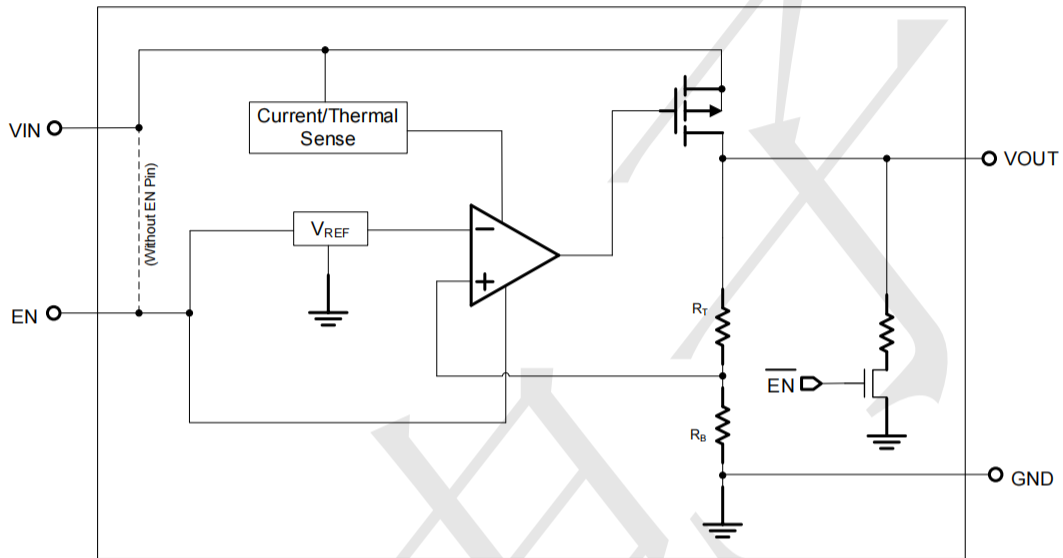 Current/Thermal
Sense
VIN
(Without EN Pin)
VOUT
VREF
−
+
EN
RT
EN
RB
GND